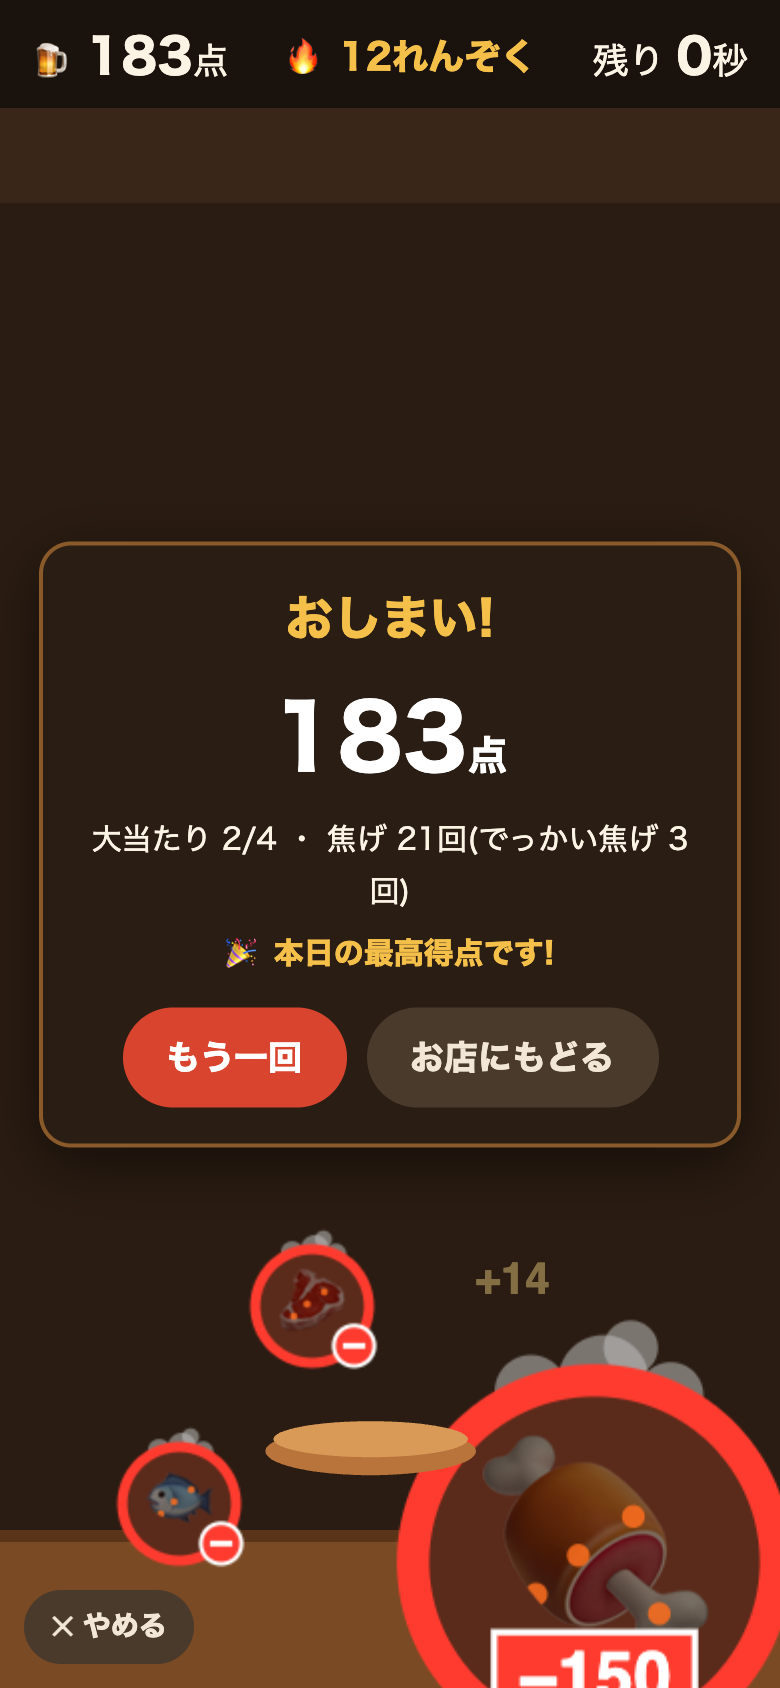 183点 12れんぞく 残り 0秒
おしまい!
183点
大当たり 2/4 ・ 焦げ 21回(でっかい焦げ 3
回)
本日の最高得点です!
もう一回 お店にもどる
+14
× やめる
−150